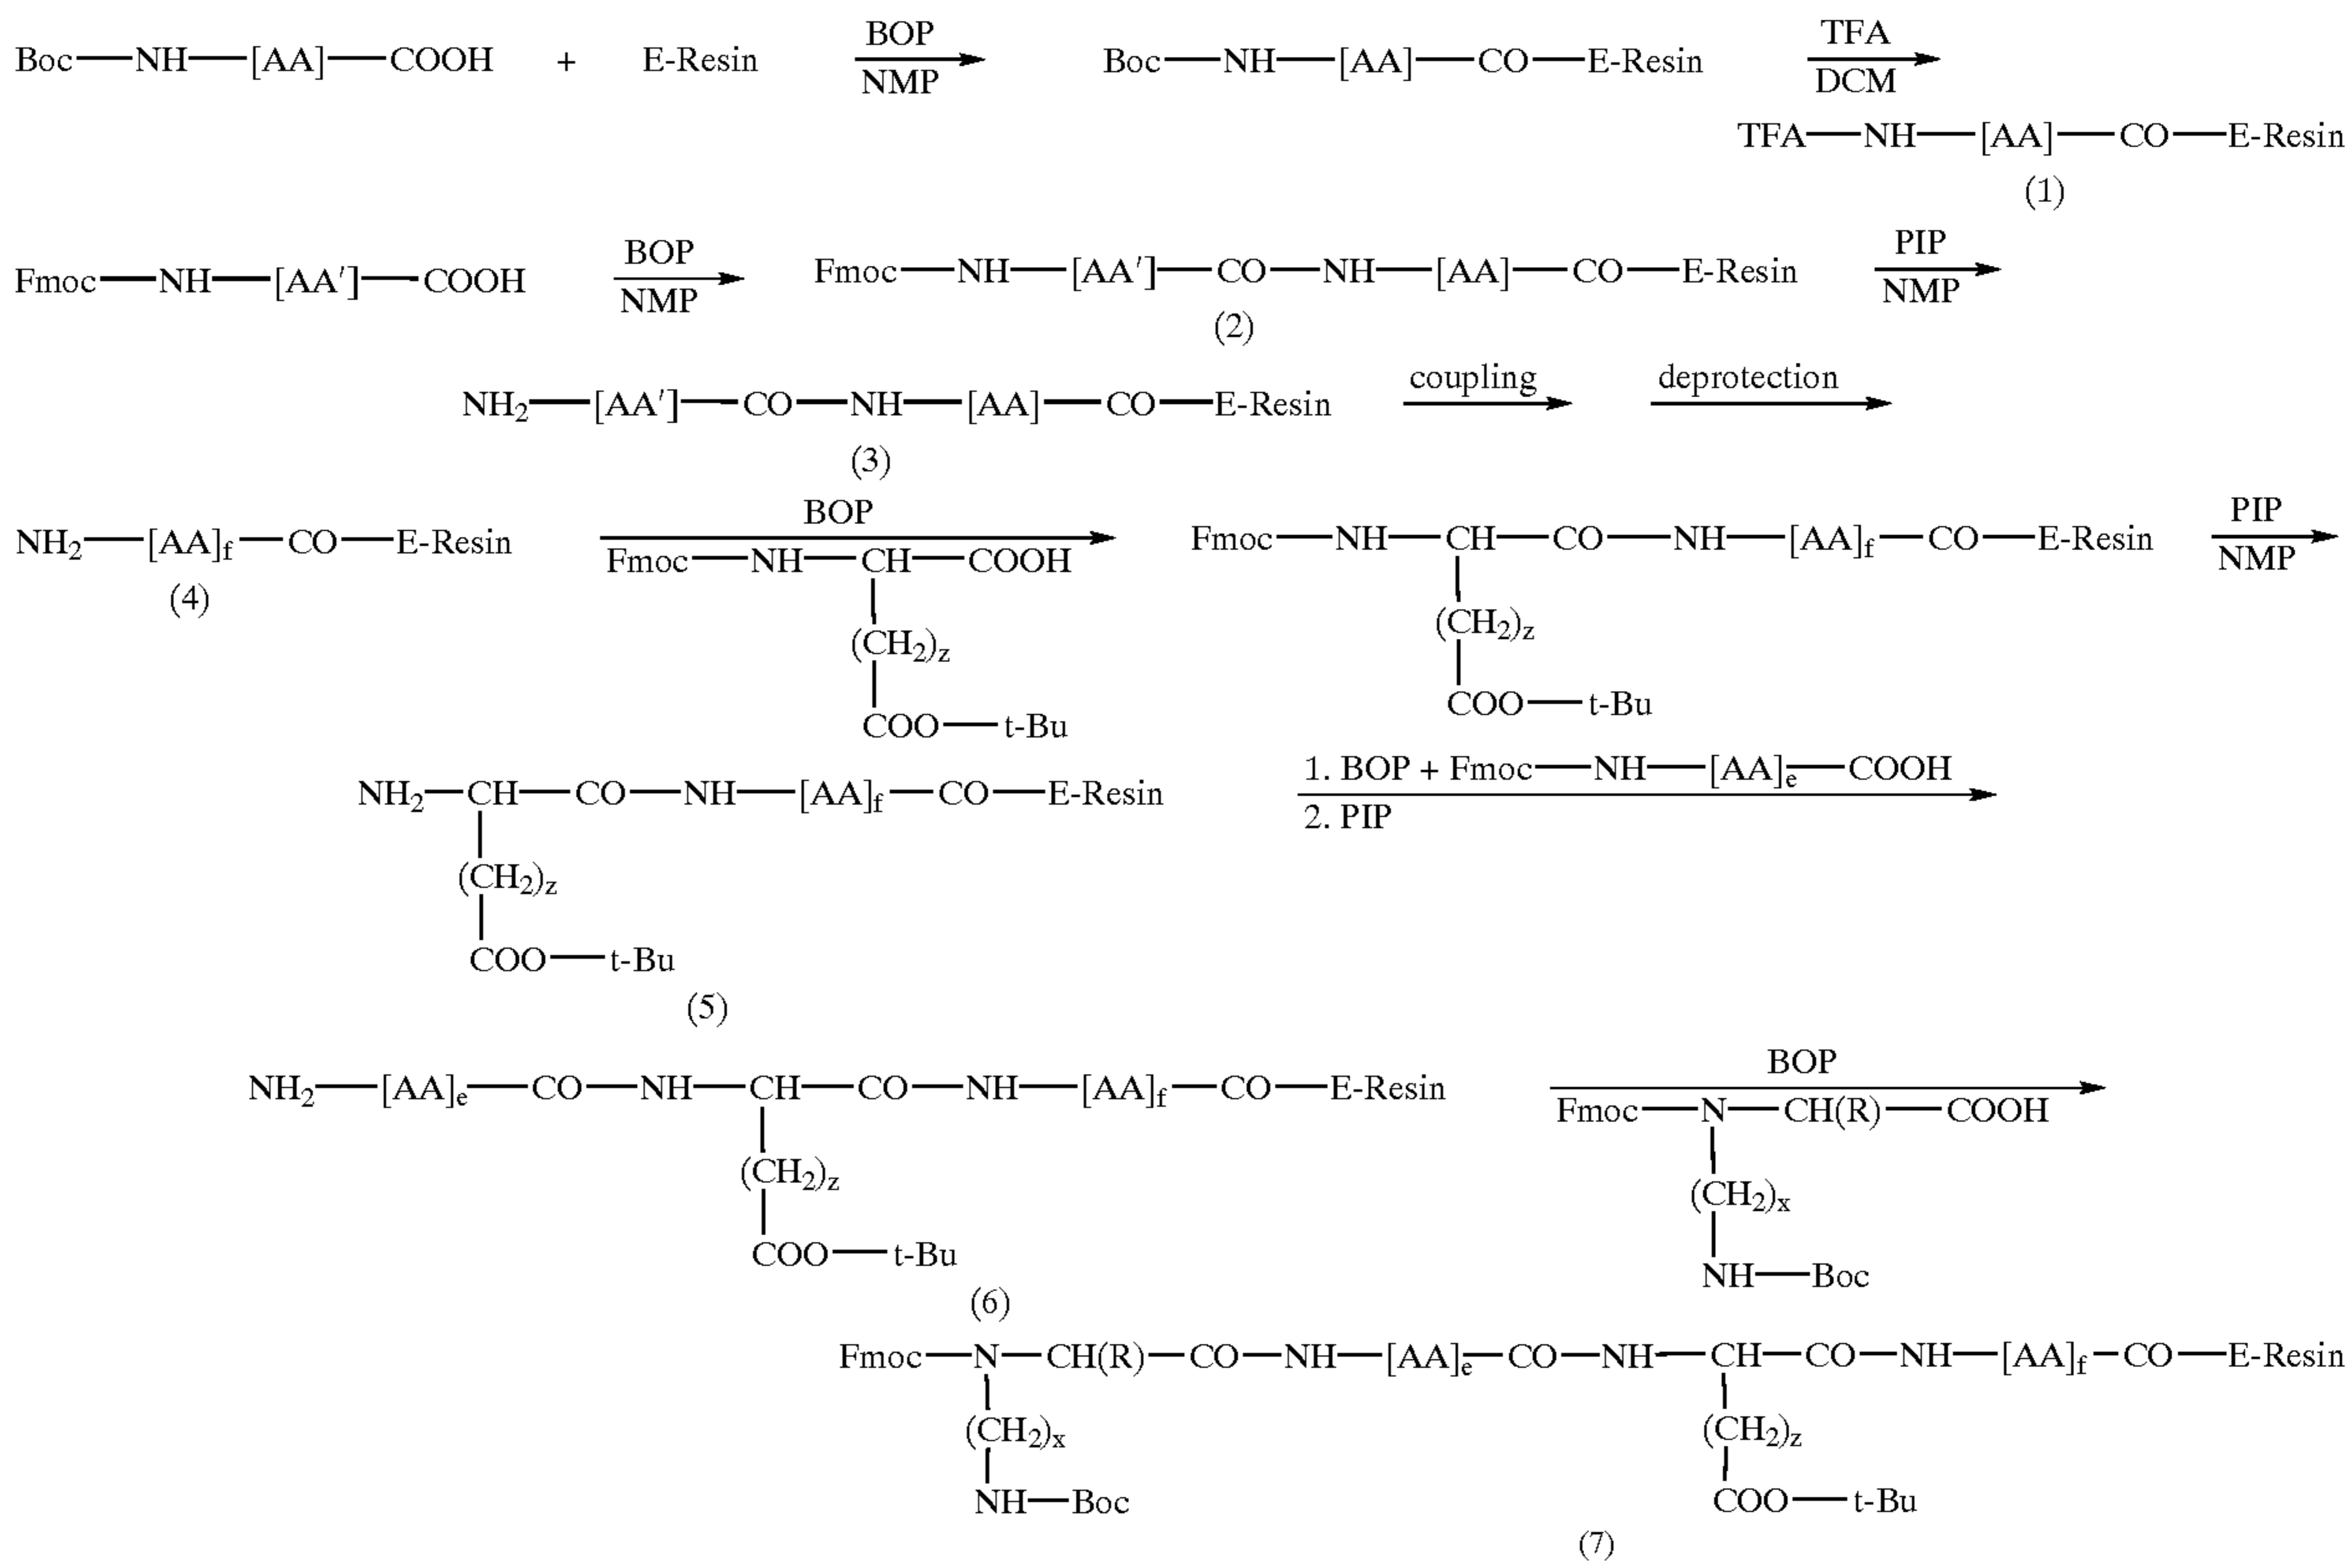 Boc—NH—[AA]—COOH + E-Resin BOP NMP Boc—NH—[AA]—CO—E-Resin TFA DCM
TFA—NH—[AA]—CO—E-Resin
(1)
Fmoc—NH—[AA′]—COOH BOP NMP Fmoc—NH—[AA′]—CO—NH—[AA]—CO—E-Resin PIP NMP
(2)
NH₂—[AA′]—CO—NH—[AA]—CO—E-Resin coupling deprotection
(3)
NH₂—[AA]f—CO—E-Resin BOP Fmoc—NH—CH—CO—NH—[AA]f—CO—E-Resin PIP NMP
Fmoc—NH—CH—COOH
(4)
(CH₂)z (CH₂)z
COO—t-Bu COO—t-Bu
NH₂—CH—CO—NH—[AA]f—CO—E-Resin 1. BOP + Fmoc—NH—[AA]e—COOH
2. PIP
(CH₂)z
COO—t-Bu
(5)
NH₂—[AA]e—CO—NH—CH—CO—NH—[AA]f—CO—E-Resin BOP
Fmoc—N—CH(R)—COOH
(CH₂)z (CH₂)x
COO—t-Bu NH—Boc
(6)
Fmoc—N—CH(R)—CO—NH—[AA]e—CO—NH—CH—CO—NH—[AA]f—CO—E-Resin
(CH₂)x (CH₂)z
NH—Boc COO—t-Bu
(7)